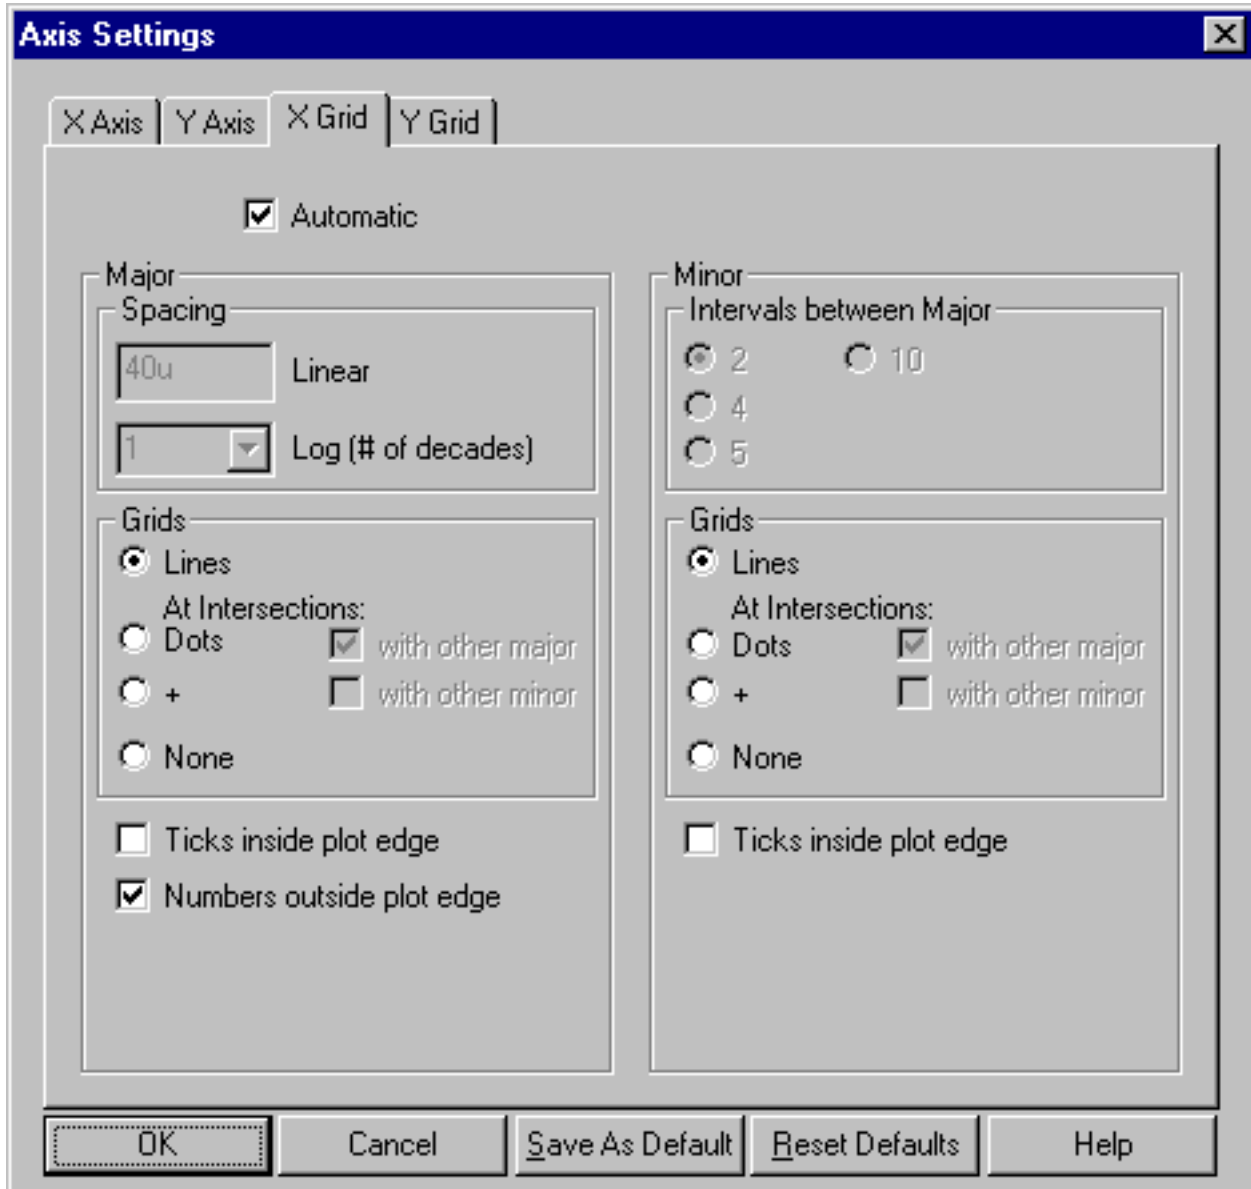 Axis Settings
X Axis
Y Axis
X Grid
Y Grid
Automatic
Major
Spacing
40u
Linear
1
Log (# of decades)
Grids
Lines
At Intersections:
Dots
with other major
+
with other minor
None
Ticks inside plot edge
Numbers outside plot edge
Minor
Intervals between Major
2
10
4
5
Grids
Lines
At Intersections:
Dots
with other major
+
with other minor
None
Ticks inside plot edge
OK
Cancel
Save As Default
Reset Defaults
Help